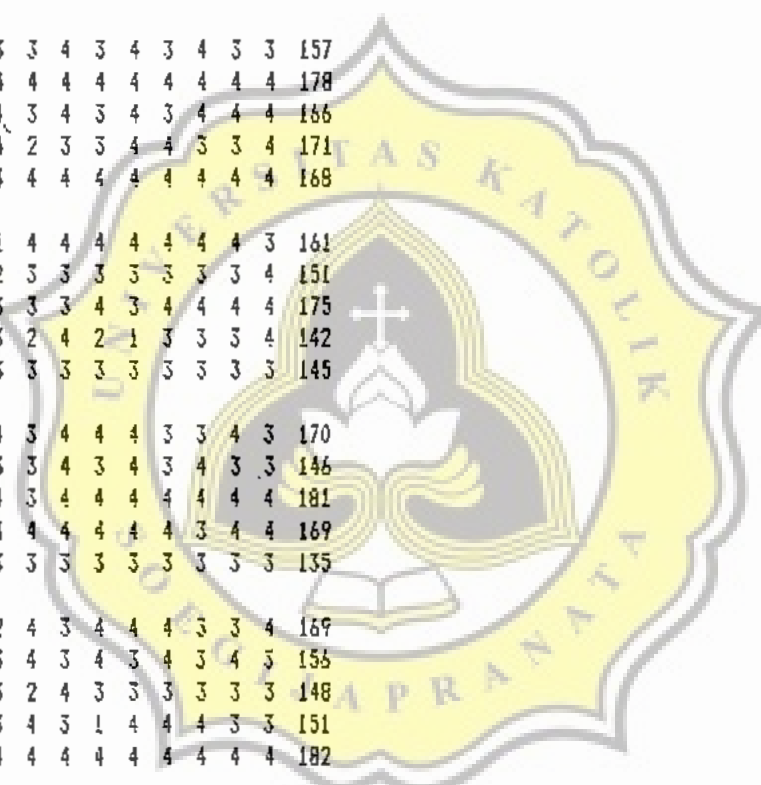 3 4 3 4 3 4 3 3 157
4 4 4 4 4 4 4 4 178
3 4 3 4 3 4 4 4 166
2 3 3 4 4 3 3 4 171
4 4 4 4 4 4 4 4 168
4 4 4 4 4 4 4 3 161
3 3 3 3 3 3 3 4 151
3 3 4 3 4 4 4 4 175
2 4 2 1 3 3 3 4 142
3 3 3 3 3 3 3 3 145
3 4 4 4 3 3 4 3 170
3 4 3 4 3 4 3 3 146
3 4 4 4 4 4 4 4 181
4 4 4 4 4 3 4 4 169
3 3 3 3 3 3 3 3 135
4 3 4 4 4 3 3 4 169
4 3 4 3 4 3 4 3 156
2 4 3 3 3 3 3 3 148
4 3 1 4 4 4 3 3 151
4 4 4 4 4 4 4 4 182
UNIVERSITAS KATOLIK
SOEGIJAPRANATA